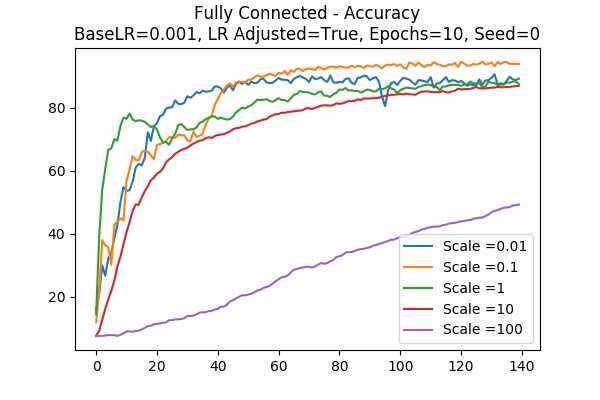 Fully Connected - Accuracy
BaseLR=0.001, LR Adjusted=True, Epochs=10, Seed=0
80
60
40
20
Scale =0.01
Scale =0.1
Scale =1
Scale =10
Scale =100
0 20 40 60 80 100 120 140